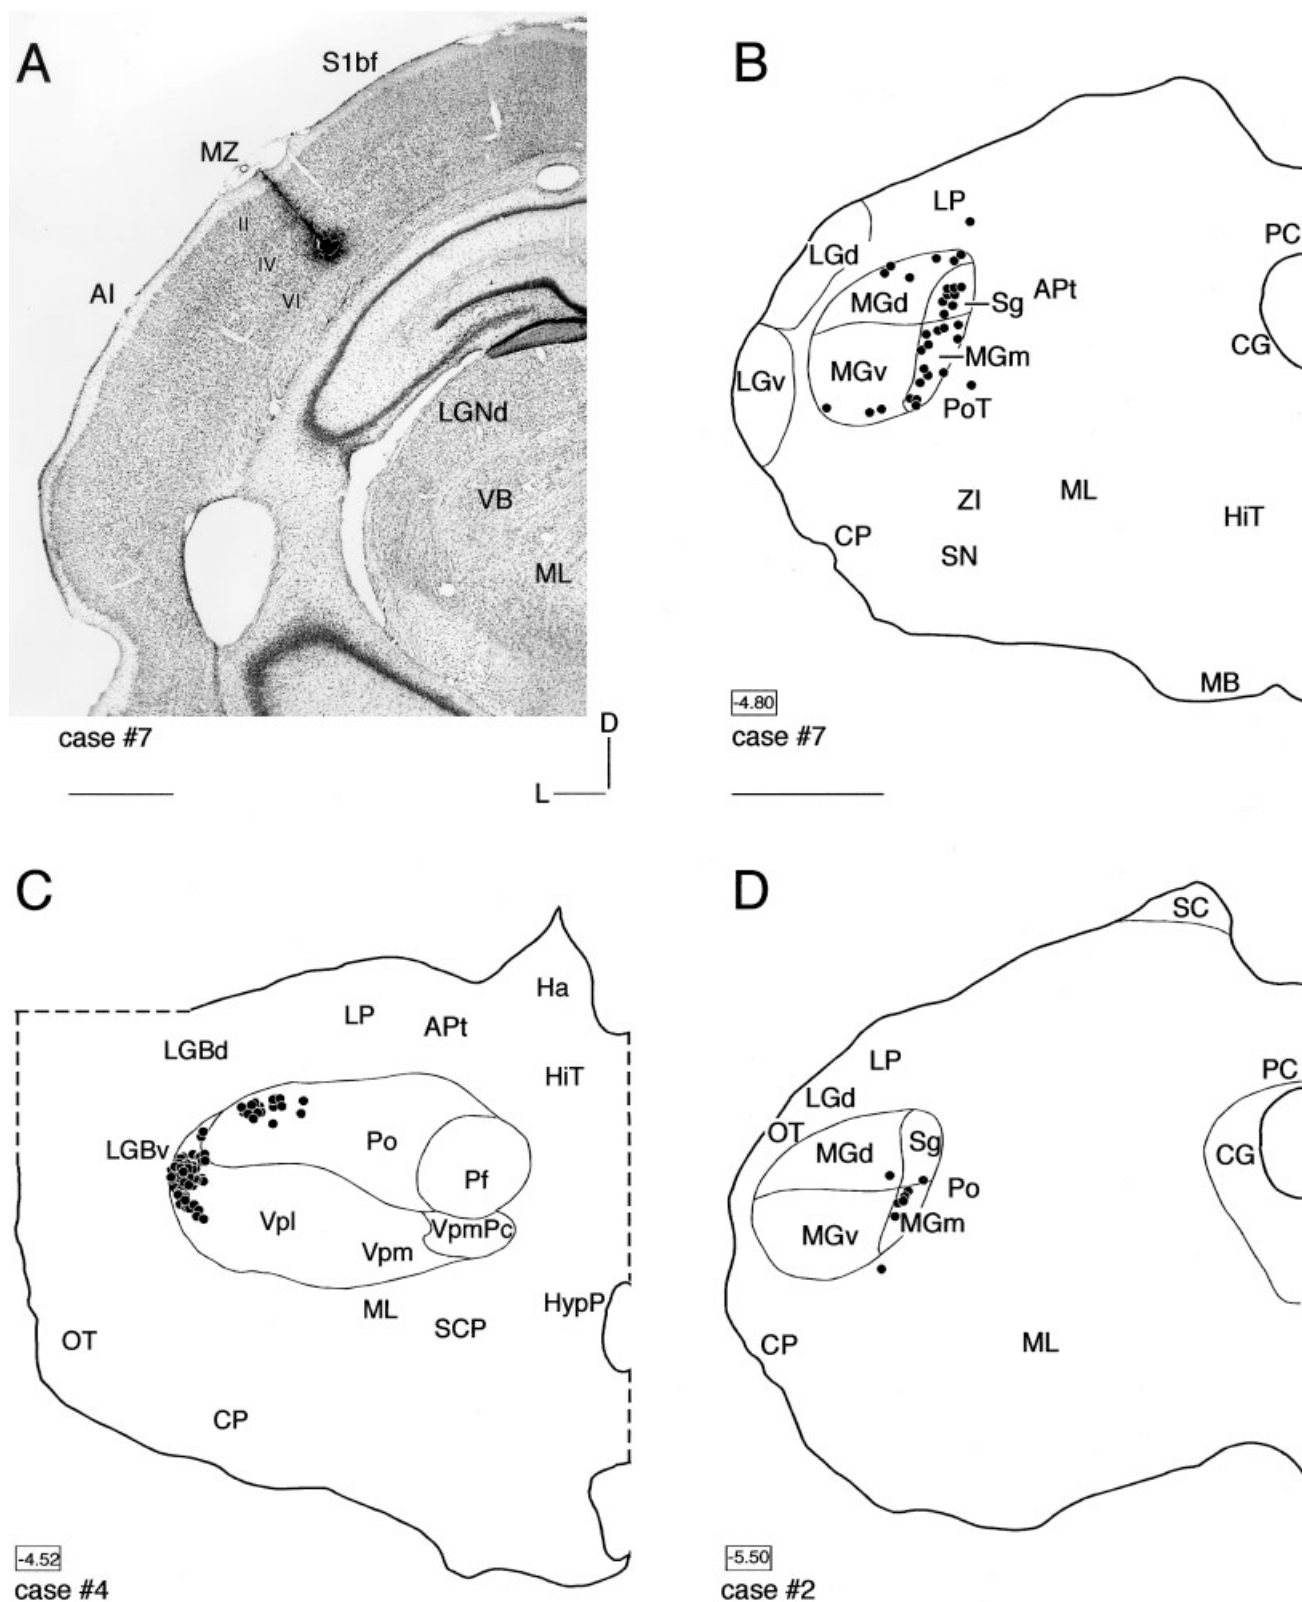 A
S1bf
MZ
II
IV
VI
AI
LGNd
VB
ML
case #7
D
L
B
LP
LGd
PC
MGd
Sg
APt
CG
LGv
MGv
MGm
PoT
ZI
ML
HiT
CP
SN
MB
-4.80
case #7
C
Ha
LP
APt
LGBd
HiT
LGBv
Po
Pf
Vpl
VpmPc
Vpm
ML
HypP
SCP
OT
CP
-4.52
case #4
D
SC
LP
PC
LGd
OT
MGd
Sg
CG
Po
MGv
MGm
CP
ML
-5.50
case #2